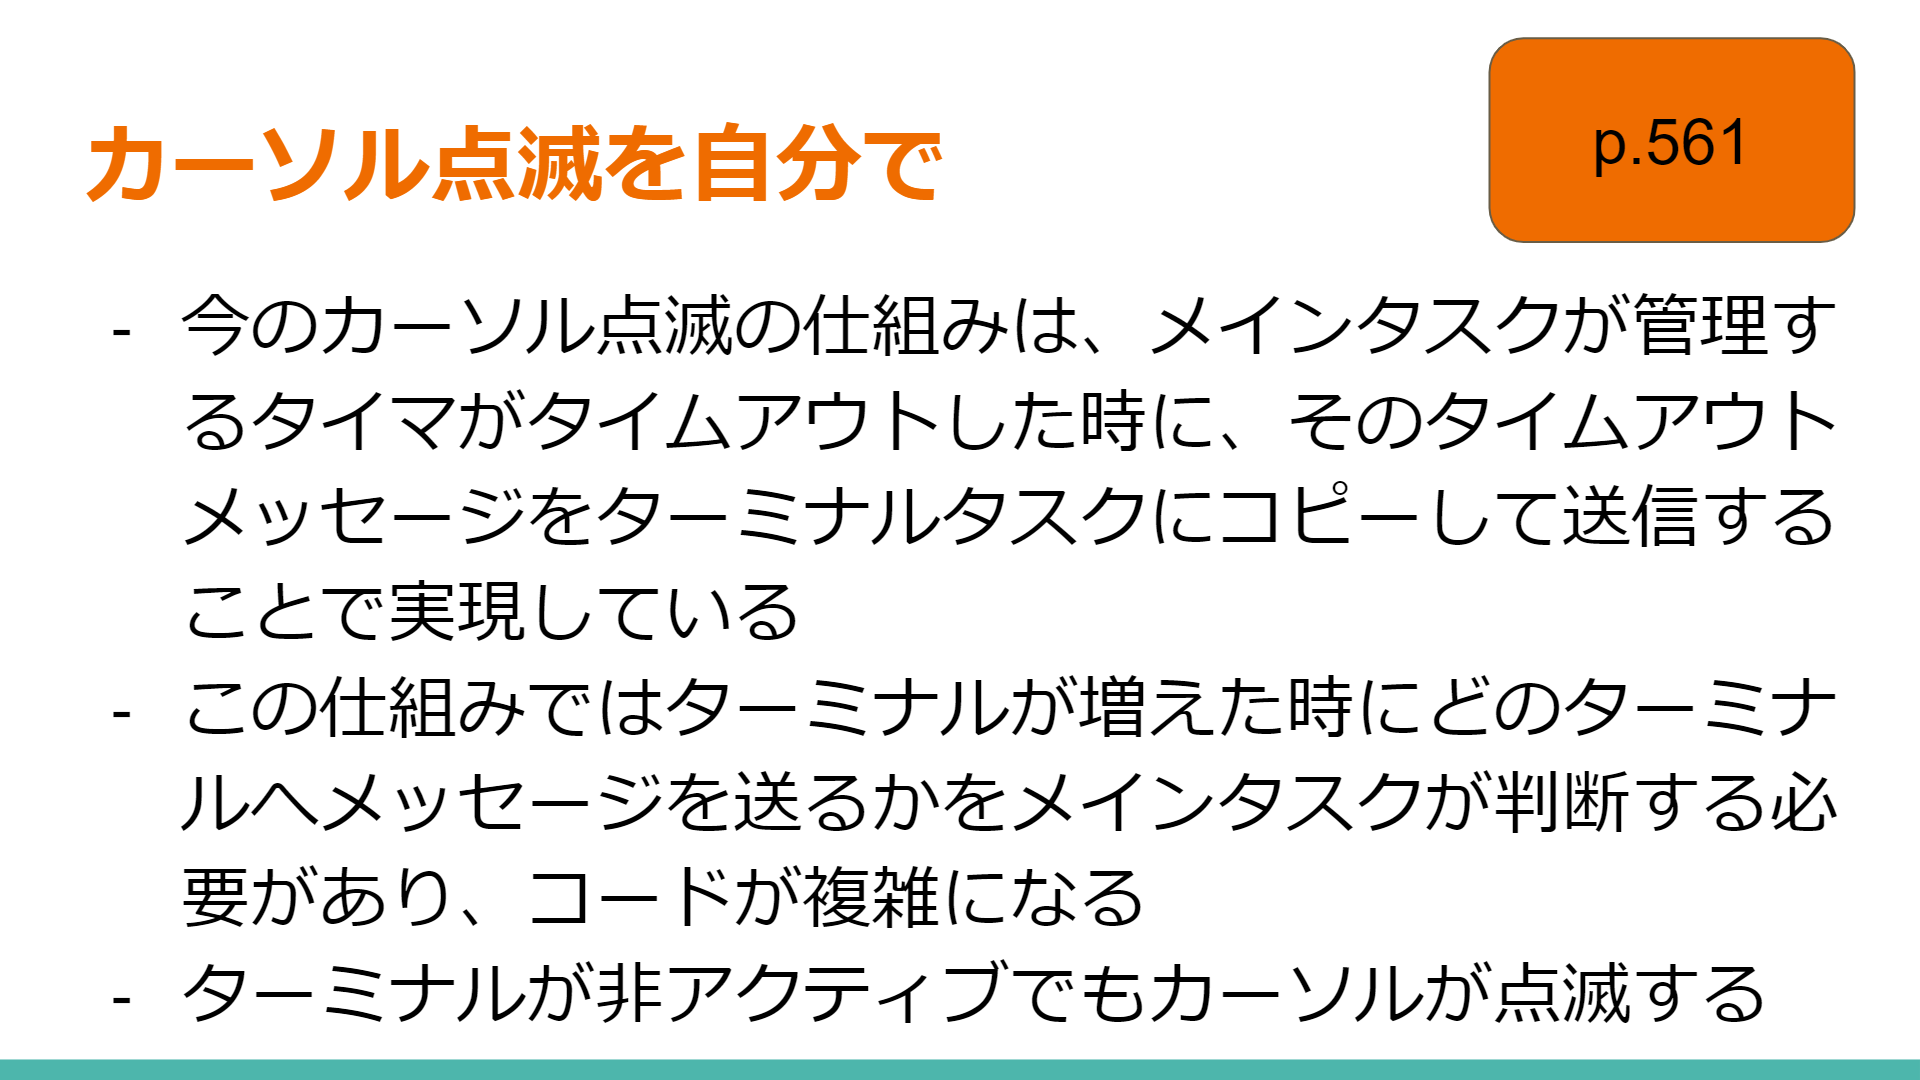 カーソル点滅を自分で
p.561
- 今のカーソル点滅の仕組みは、メインタスクが管理す
るタイマがタイムアウトした時に、そのタイムアウト
メッセージをターミナルタスクにコピーして送信する
ことで実現している
- この仕組みではターミナルが増えた時にどのターミナ
ルへメッセージを送るかをメインタスクが判断する必
要があり、コードが複雑になる
- ターミナルが非アクティブでもカーソルが点滅する